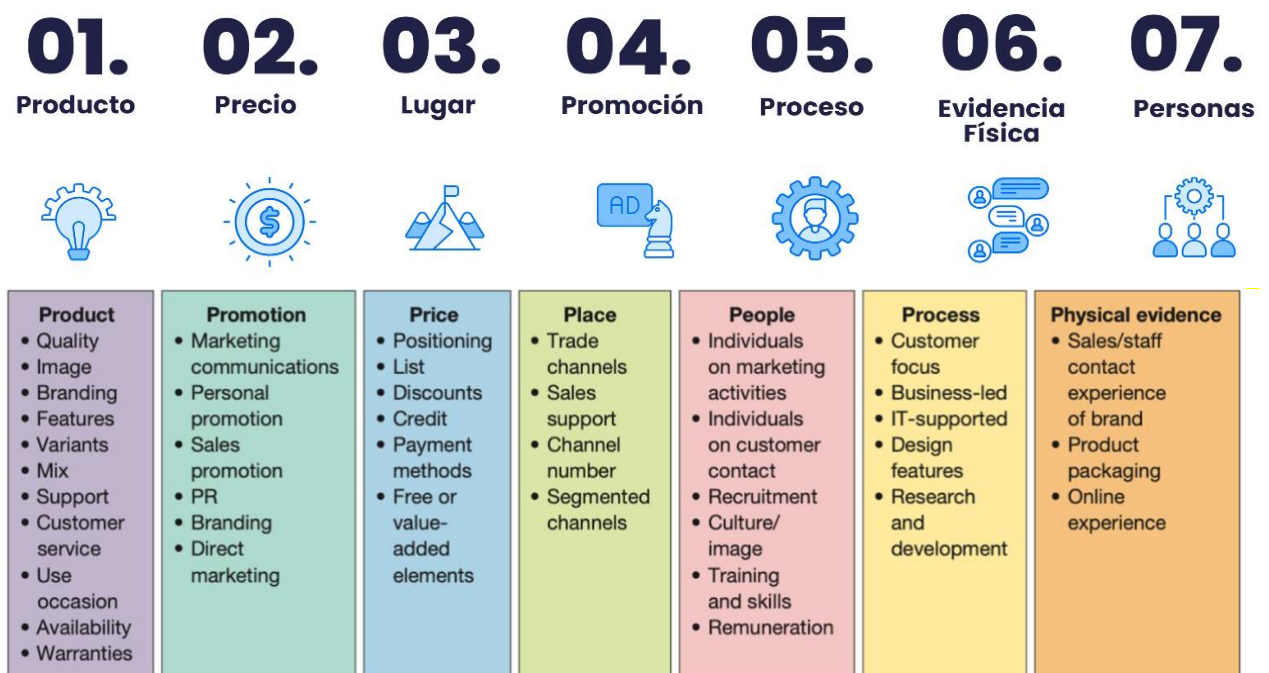 01.
Producto
02.
Precio
03.
Lugar
04.
Promoción
05.
Proceso
06.
Evidencia
Física
07.
Personas
AD
Product
• Quality
• Image
• Branding
• Features
• Variants
• Mix
• Support
• Customer
service
• Use
occasion
• Availability
• Warranties
Promotion
• Marketing
communications
• Personal
promotion
• Sales
promotion
• PR
• Branding
• Direct
marketing
Price
• Positioning
• List
• Discounts
• Credit
• Payment
methods
• Free or
value-
added
elements
Place
• Trade
channels
• Sales
support
• Channel
number
• Segmented
channels
People
• Individuals
on marketing
activities
• Individuals
on customer
contact
• Recruitment
• Culture/
image
• Training
and skills
• Remuneration
Process
• Customer
focus
• Business-led
• IT-supported
• Design
features
• Research
and
development
Physical evidence
• Sales/staff
contact
experience
of brand
• Product
packaging
• Online
experience